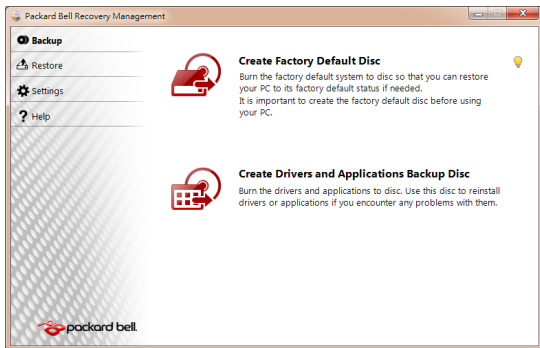 Packard Bell Recovery Management
Backup
Restore
Settings
Help
Create Factory Default Disc
Burn the factory default system to disc so that you can restore
your PC to its factory default status if needed.
It is important to create the factory default disc before using
your PC.
Create Drivers and Applications Backup Disc
Burn the drivers and applications to disc. Use this disc to reinstall
drivers or applications if you encounter any problems with them.
packard bell.